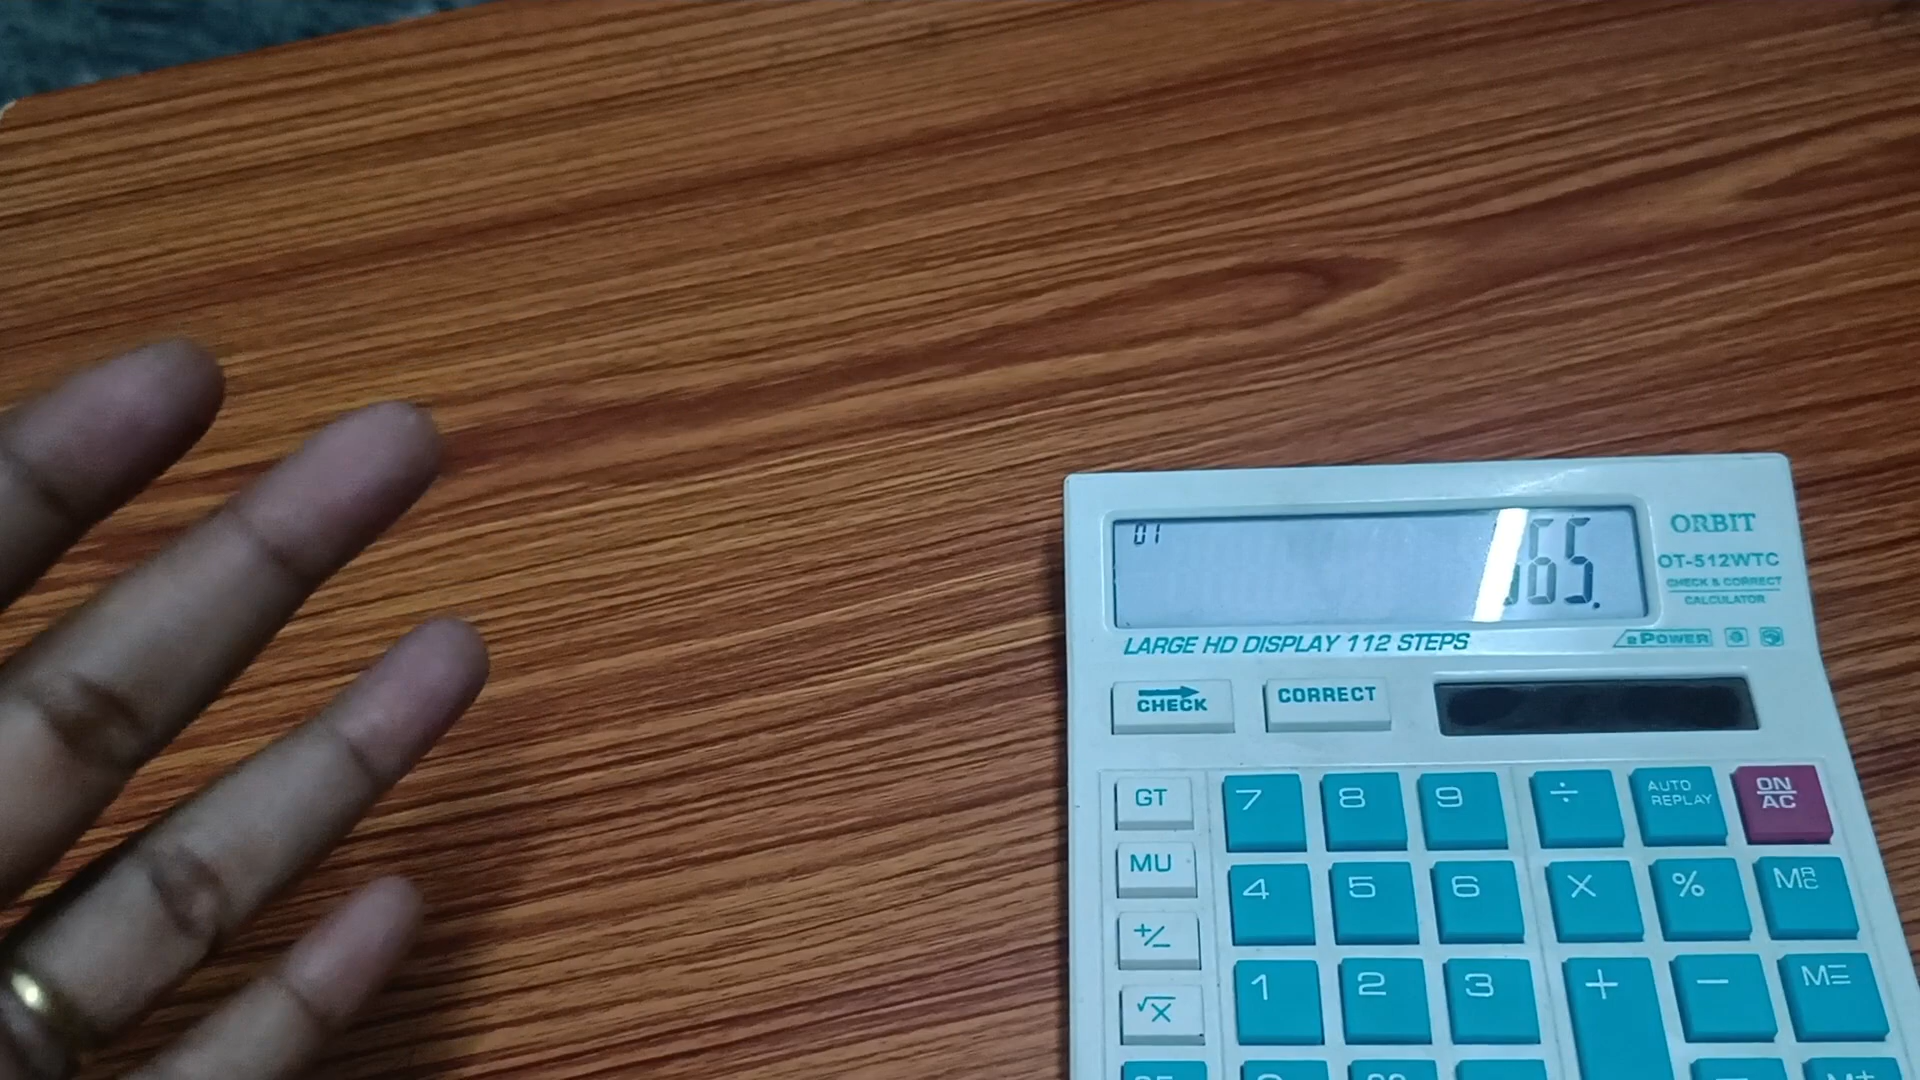 01
65.
ORBIT
OT-512WTC
CHECK & CORRECT
CALCULATOR
LARGE HD DISPLAY 112 STEPS
2 POWER
CHECK
CORRECT
GT 7 8 9 ÷ AUTO REPLAY ON/AC
MU 4 5 6 X % MRC
+/- 1 2 3 + − M=
√X